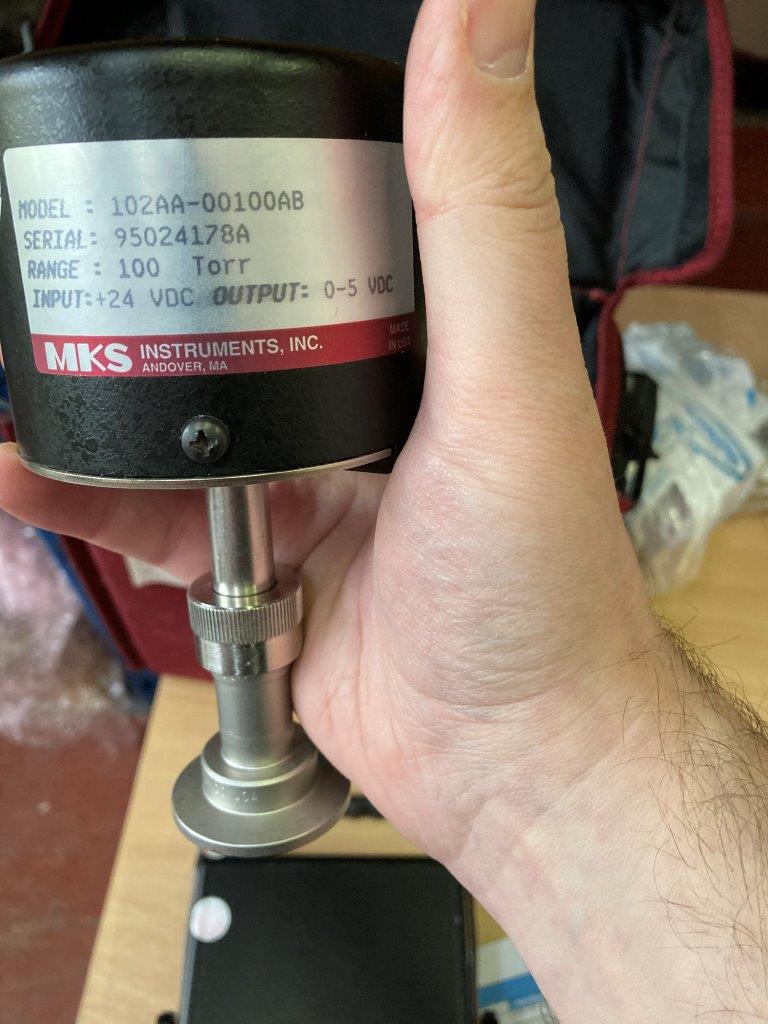 MODEL : 102AA-00100AB
SERIAL: 95024178A
RANGE : 100 Torr
INPUT:+24 VDC OUTPUT: 0-5 VDC
MKS INSTRUMENTS, INC.
ANDOVER, MA
MADE
IN USA